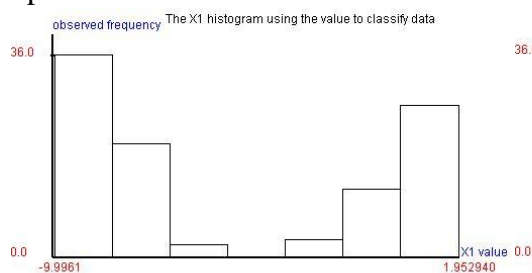 The X1 histogram using the value to classify data
observed frequency
36.0
36.
0.0
X1 value
0.0
-9.9961
1.952940